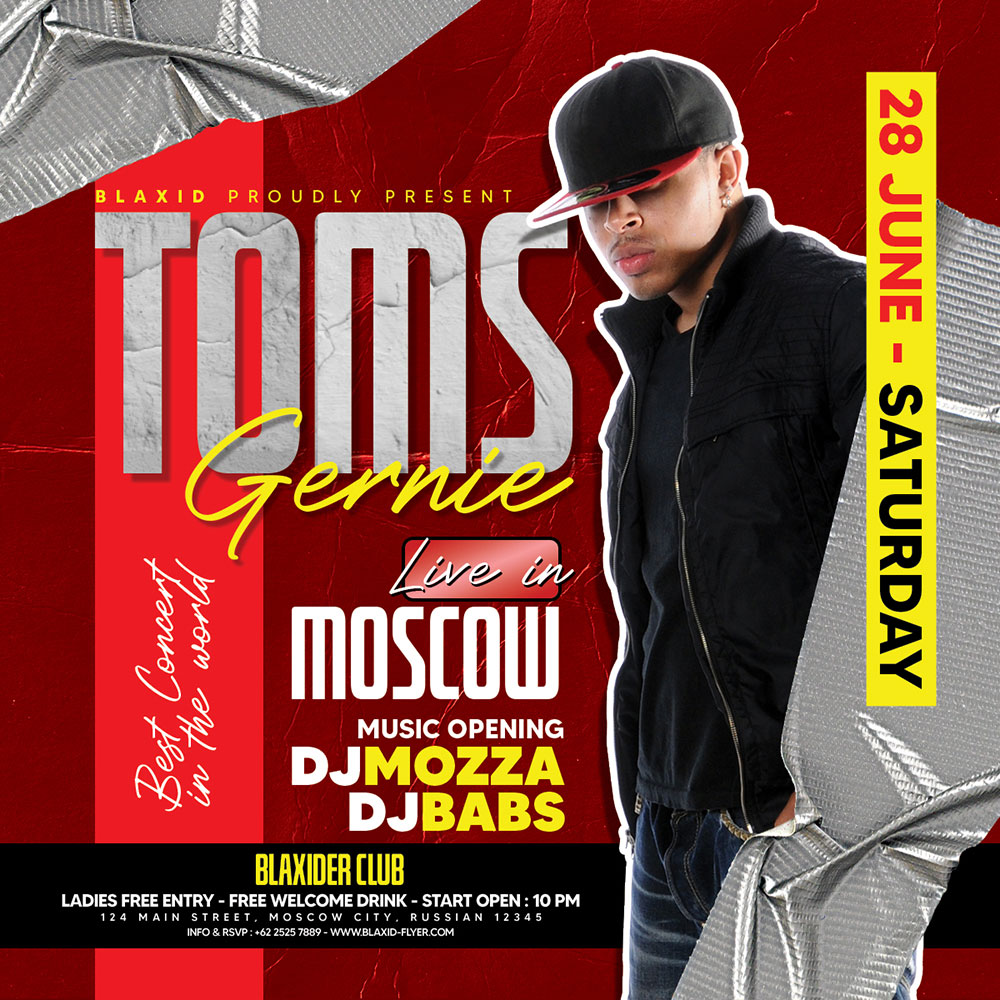 BLAXID PROUDLY PRESENT
TOMS
Gernie
Live in
MOSCOW
MUSIC OPENING
DJMOZZA
DJBABS
Best Concert
in the world
28 JUNE - SATURDAY
BLAXIDER CLUB
LADIES FREE ENTRY - FREE WELCOME DRINK - START OPEN : 10 PM
124 MAIN STREET, MOSCOW CITY, RUSSIAN 12345
INFO & RSVP : +62 2525 7889 - WWW.BLAXID-FLYER.COM